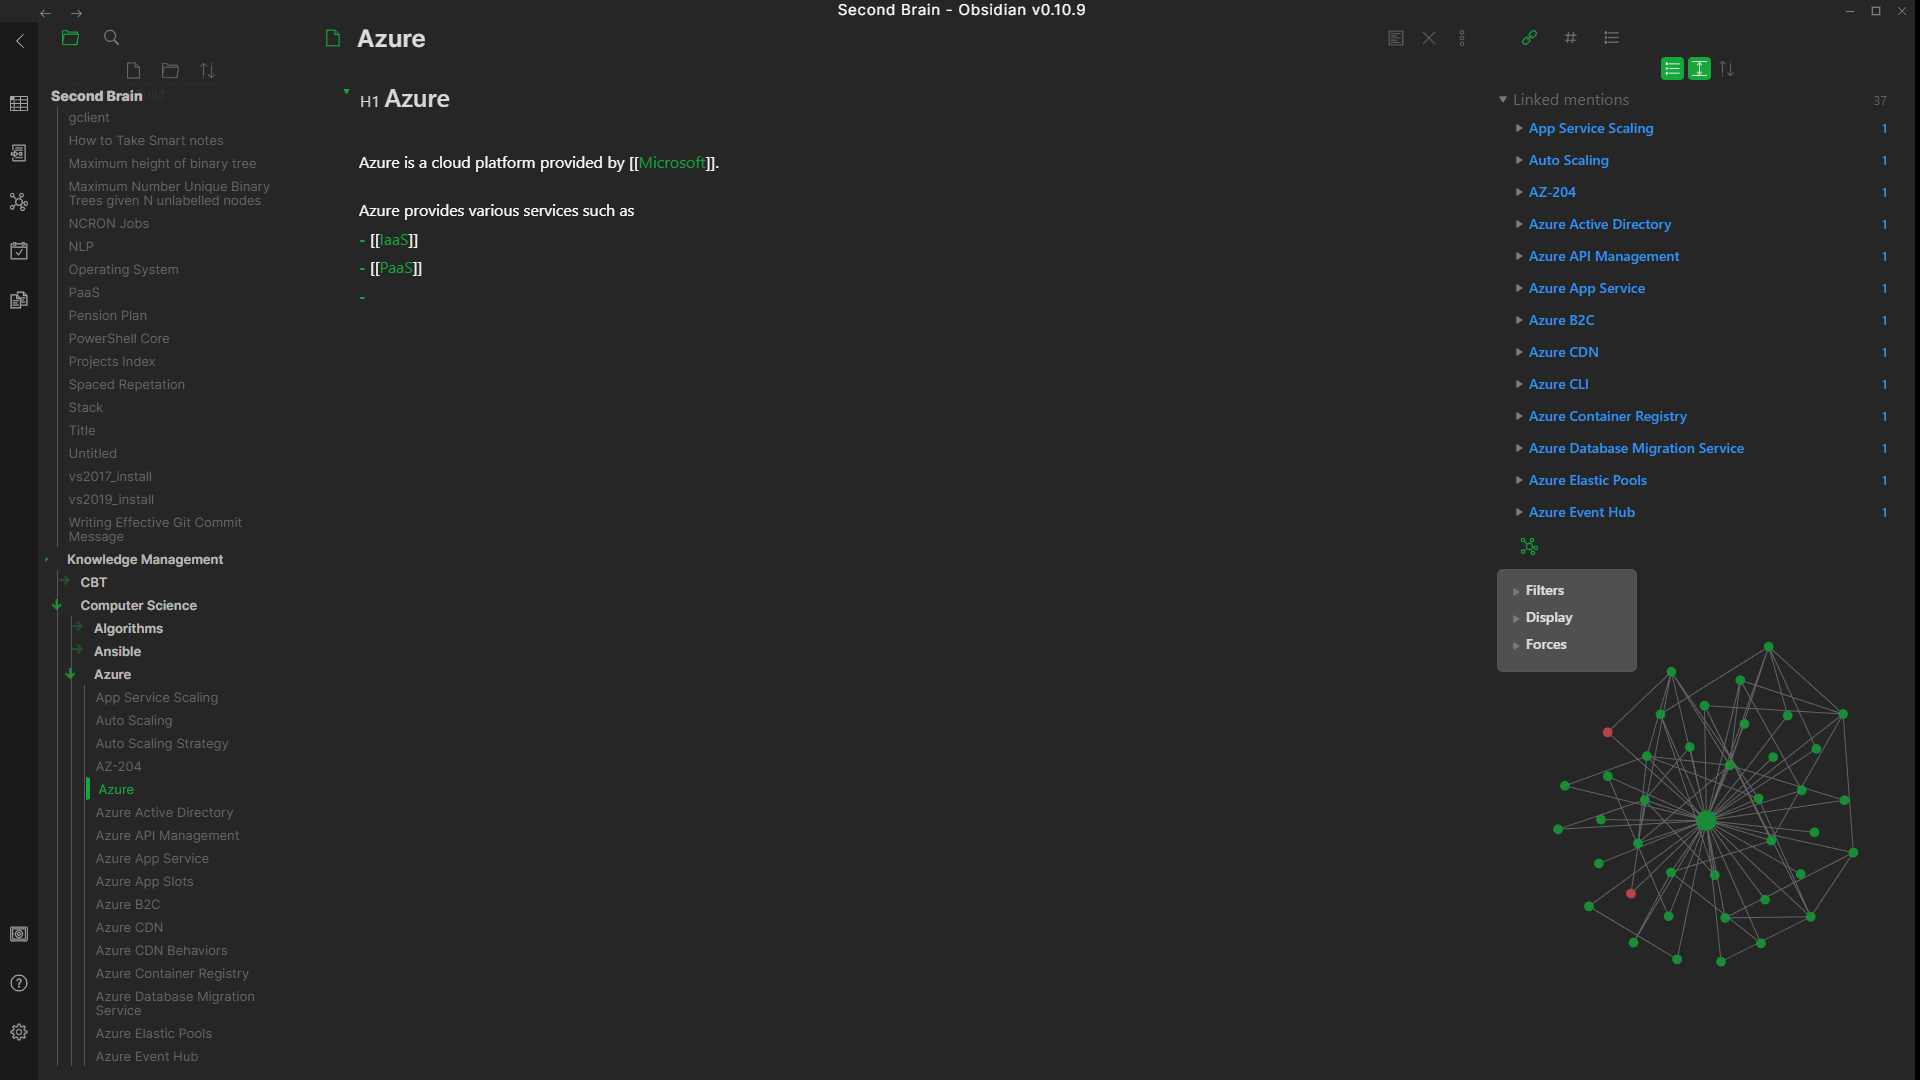 Second Brain - Obsidian v0.10.9
Azure
Second Brain
gclient
How to Take Smart notes
Maximum height of binary tree
Maximum Number Unique Binary
Trees given N unlabelled nodes
NCRON Jobs
NLP
Operating System
PaaS
Pension Plan
PowerShell Core
Projects Index
Spaced Repetation
Stack
Title
Untitled
vs2017_install
vs2019_install
Writing Effective Git Commit
Message
Knowledge Management
CBT
Computer Science
Algorithms
Ansible
Azure
App Service Scaling
Auto Scaling
Auto Scaling Strategy
AZ-204
Azure
Azure Active Directory
Azure API Management
Azure App Service
Azure App Slots
Azure B2C
Azure CDN
Azure CDN Behaviors
Azure Container Registry
Azure Database Migration
Service
Azure Elastic Pools
Azure Event Hub
H1 Azure
Azure is a cloud platform provided by [[Microsoft]].
Azure provides various services such as
- [[IaaS]]
- [[PaaS]]
-
Linked mentions 37
App Service Scaling 1
Auto Scaling 1
AZ-204 1
Azure Active Directory 1
Azure API Management 1
Azure App Service 1
Azure B2C 1
Azure CDN 1
Azure CLI 1
Azure Container Registry 1
Azure Database Migration Service 1
Azure Elastic Pools 1
Azure Event Hub 1
Filters
Display
Forces